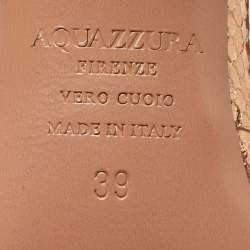 AQUAZZURA
FIRENZE
VERO CUOIO
MADE IN ITALY
39